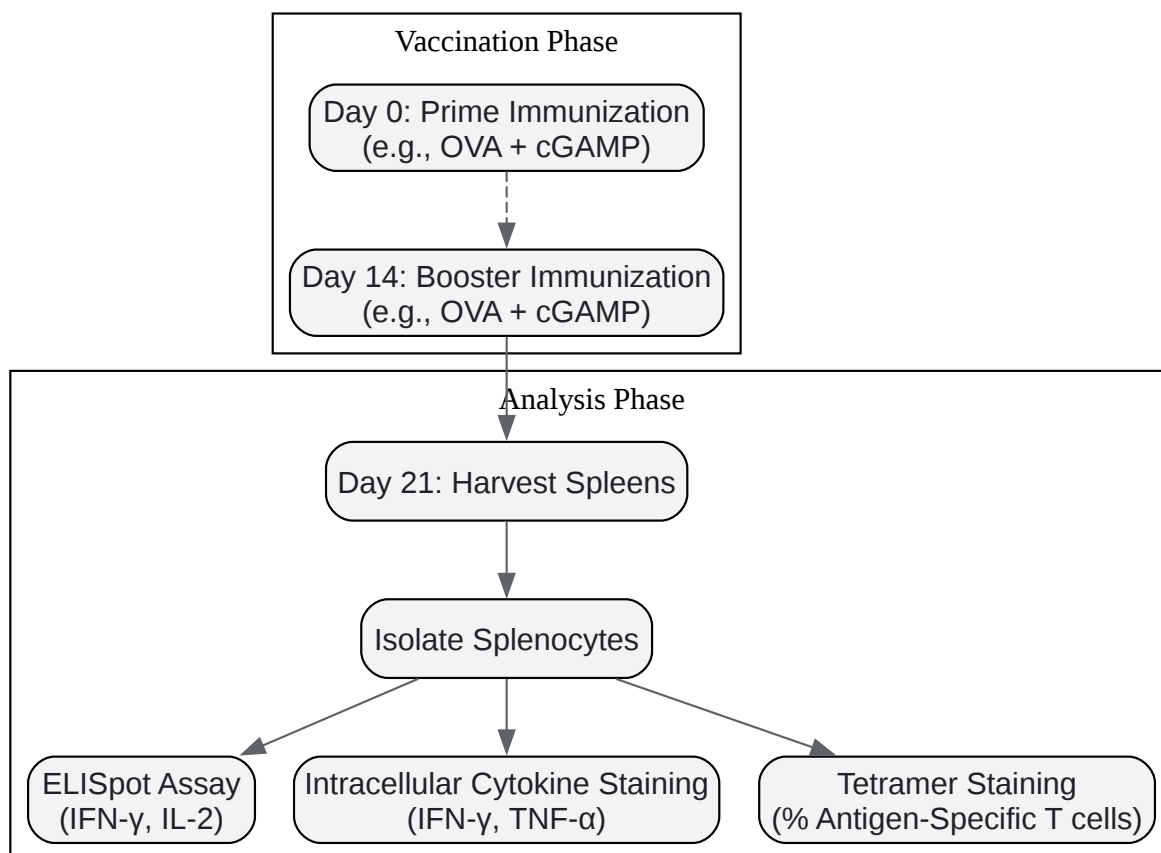 Vaccination Phase
Day 0: Prime Immunization
(e.g., OVA + cGAMP)
Day 14: Booster Immunization
(e.g., OVA + cGAMP)
Analysis Phase
Day 21: Harvest Spleens
Isolate Splenocytes
ELISpot Assay
(IFN-γ, IL-2)
Intracellular Cytokine Staining
(IFN-γ, TNF-α)
Tetramer Staining
(% Antigen-Specific T cells)